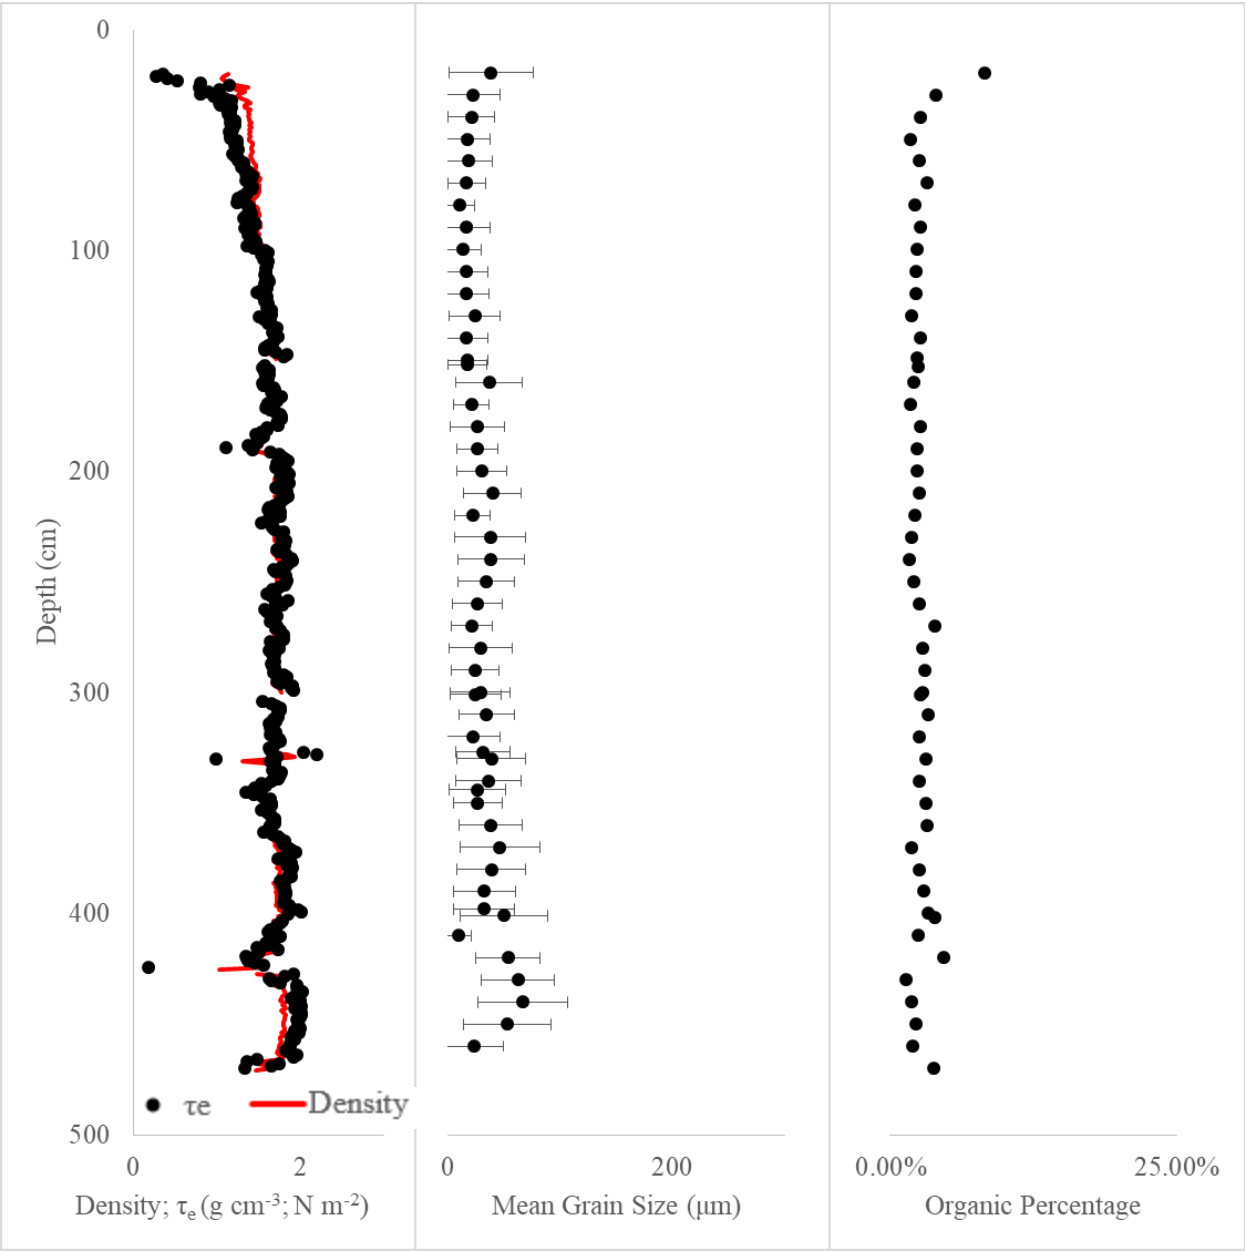 0
100
200
300
400
500
Depth (cm)
τe
Density
0 2
Density; τe (g cm-3; N m-2)
0 200
Mean Grain Size (μm)
0.00% 25.00%
Organic Percentage